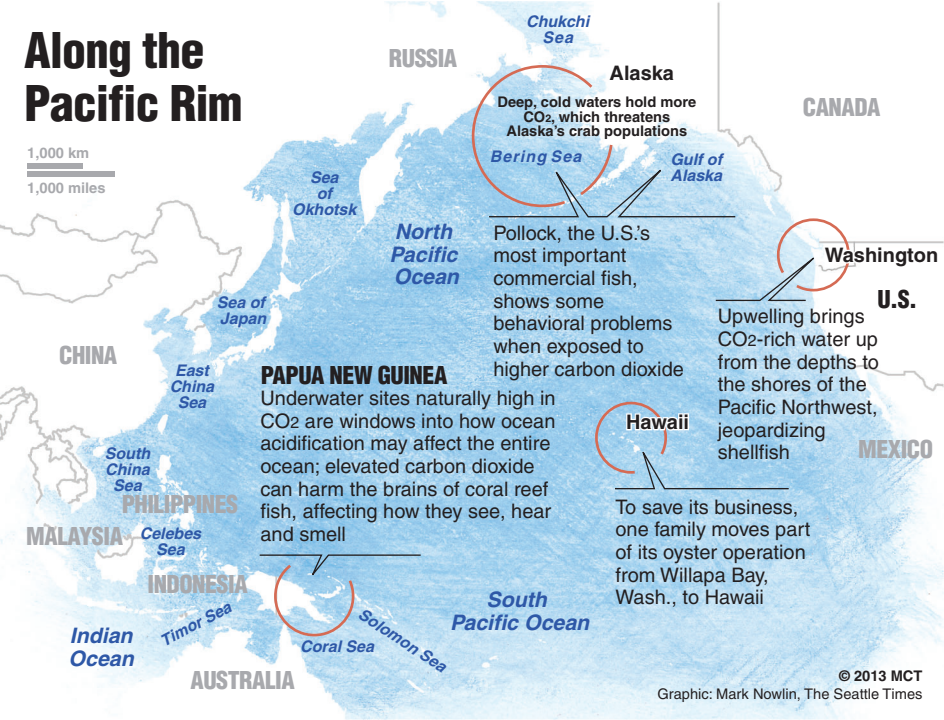 Along the
Pacific Rim
1,000 km
1,000 miles
Chukchi
Sea
RUSSIA
Alaska
CANADA
Deep, cold waters hold more
CO2, which threatens
Alaska's crab populations
Bering Sea
Gulf of
Alaska
Sea
of
Okhotsk
North
Pacific
Ocean
Pollock, the U.S.'s
most important
commercial fish,
shows some
behavioral problems
when exposed to
higher carbon dioxide
Washington
U.S.
Upwelling brings
CO2-rich water up
from the depths to
the shores of the
Pacific Northwest,
jeopardizing
shellfish
Sea of
Japan
CHINA
East
China
Sea
PAPUA NEW GUINEA
Underwater sites naturally high in
CO2 are windows into how ocean
acidification may affect the entire
ocean; elevated carbon dioxide
can harm the brains of coral reef
fish, affecting how they see, hear
and smell
Hawaii
MEXICO
South
China
Sea
PHILIPPINES
To save its business,
one family moves part
of its oyster operation
from Willapa Bay,
Wash., to Hawaii
MALAYSIA
Celebes
Sea
INDONESIA
South
Pacific Ocean
Indian
Ocean
Timor Sea
Coral Sea
Solomon Sea
AUSTRALIA
© 2013 MCT
Graphic: Mark Nowlin, The Seattle Times